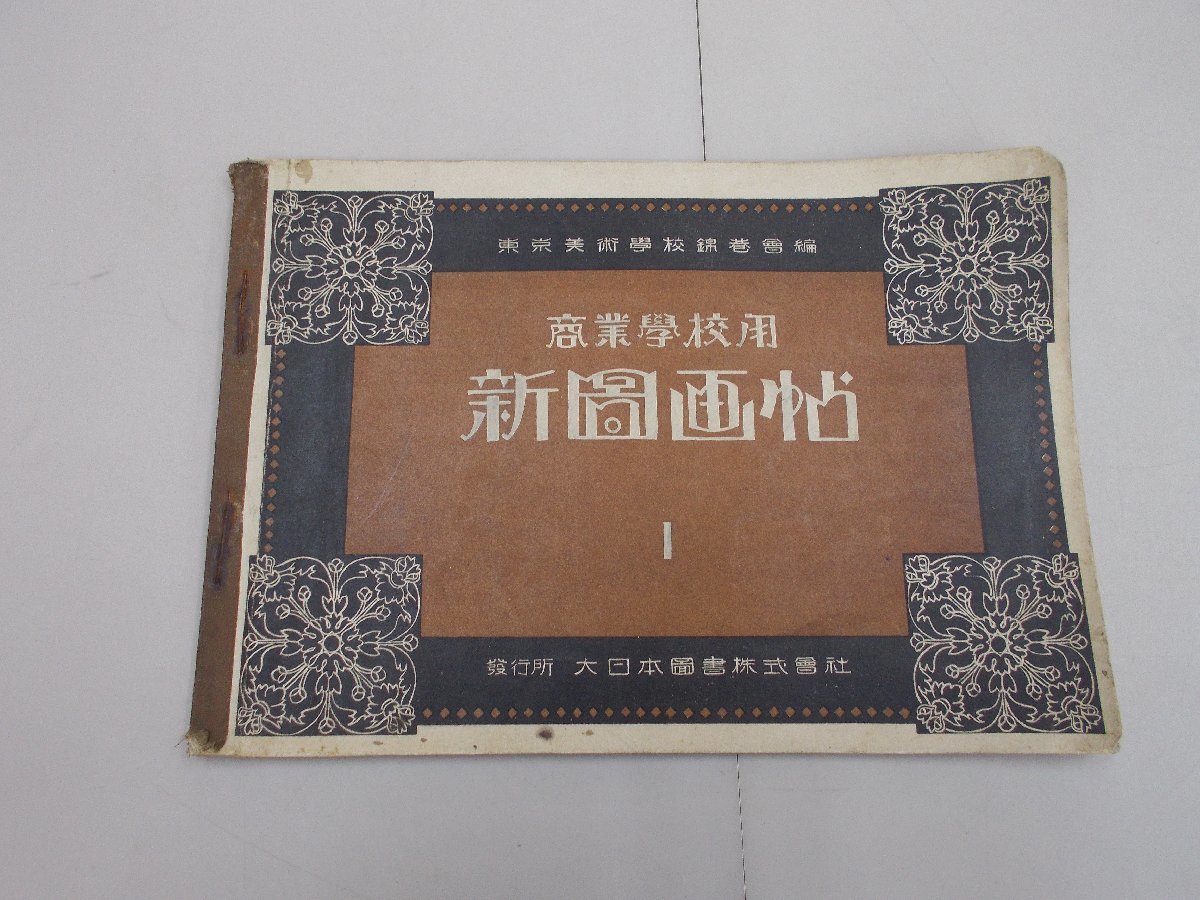 東京美術學校錦巷會編
商業學校用
新圖画帖
1
發行所 大日本圖書株式會社